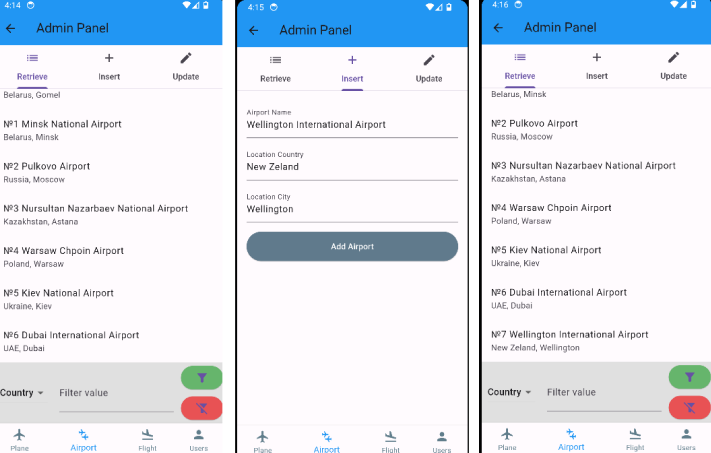 4:14
Admin Panel
Retrieve
Insert
Update
Belarus, Gomel
№1 Minsk National Airport
Belarus, Minsk
№2 Pulkovo Airport
Russia, Moscow
№3 Nursultan Nazarbaev National Airport
Kazakhstan, Astana
№4 Warsaw Chpoin Airport
Poland, Warsaw
№5 Kiev National Airport
Ukraine, Kiev
№6 Dubai International Airport
UAE, Dubai
Country
Filter value
Plane
Airport
Flight
Users
4:15
Admin Panel
Retrieve
Insert
Update
Airport Name
Wellington International Airport
Location Country
New Zeland
Location City
Wellington
Add Airport
Plane
Airport
Flight
Users
4:16
Admin Panel
Retrieve
Insert
Update
Belarus, Minsk
№2 Pulkovo Airport
Russia, Moscow
№3 Nursultan Nazarbaev National Airport
Kazakhstan, Astana
№4 Warsaw Chpoin Airport
Poland, Warsaw
№5 Kiev National Airport
Ukraine, Kiev
№6 Dubai International Airport
UAE, Dubai
№7 Wellington International Airport
New Zeland, Wellington
Country
Filter value
Plane
Airport
Flight
Users